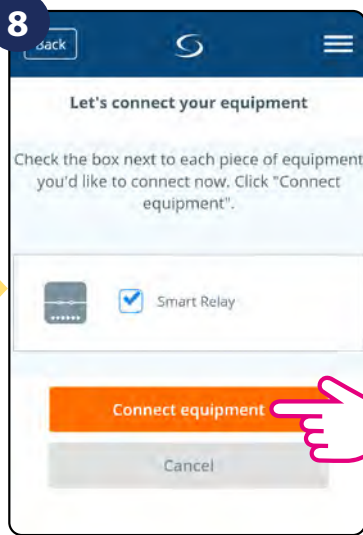 8
Back
Let's connect your equipment
Check the box next to each piece of equipment
you'd like to connect now. Click "Connect
equipment".
Smart Relay
Connect equipment
Cancel